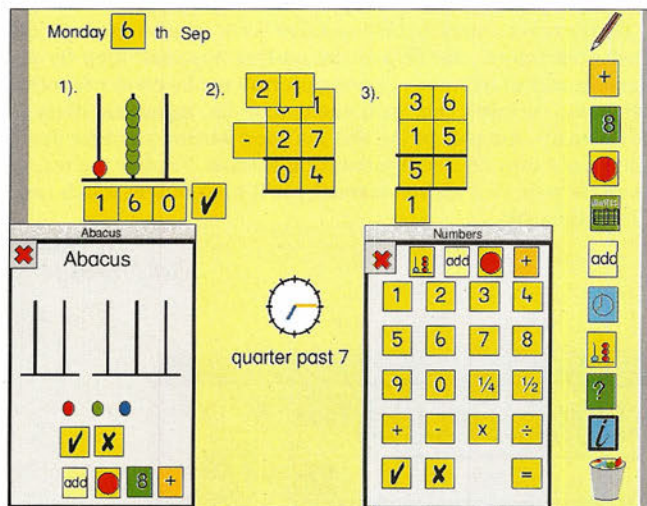 Monday 6 th Sep
1).
1 6 0
2).
2 1
1
- 2 7
0 4
3).
3 6
1 5
5 1
1
Abacus
Abacus
add 8 +
quarter past 7
Numbers
add +
1 2 3 4
5 6 7 8
9 0 ¼ ½
+ - x ÷
=
+
8
add
?
i